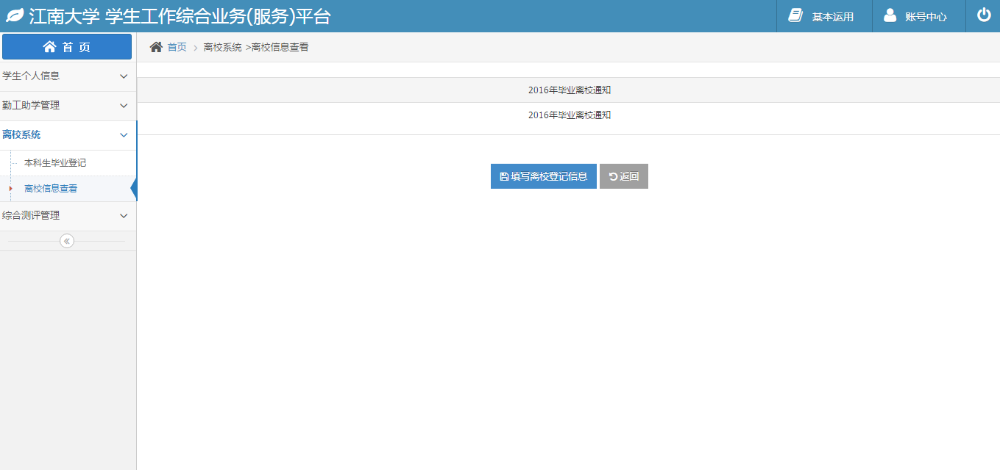 江南大学 学生工作综合业务(服务)平台
基本运用
账号中心
首 页
首页
离校系统 >离校信息查看
学生个人信息
勤工助学管理
离校系统
本科生毕业登记
离校信息查看
综合测评管理
2016年毕业离校通知
2016年毕业离校通知
填写离校登记信息
返回